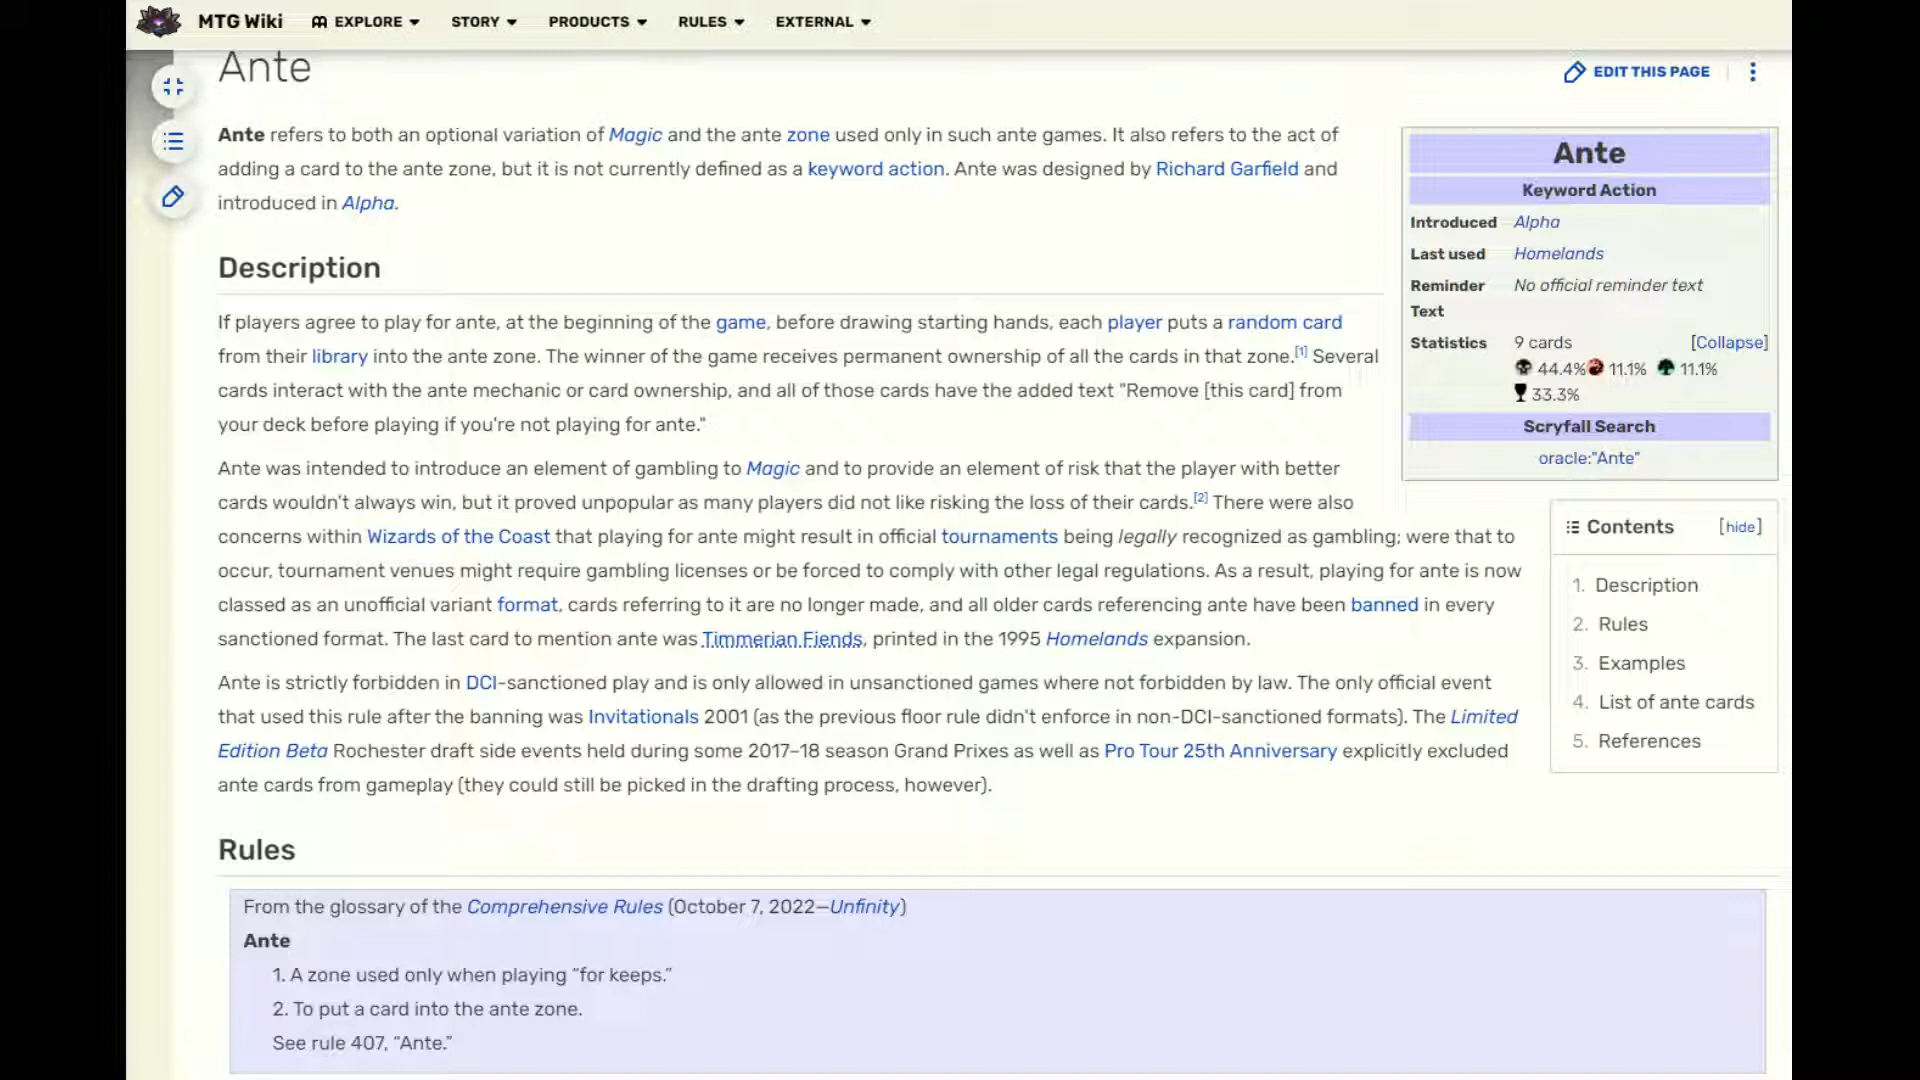 MTG Wiki EXPLORE STORY PRODUCTS RULES EXTERNAL
Ante
EDIT THIS PAGE
Ante refers to both an optional variation of Magic and the ante zone used only in such ante games. It also refers to the act of
adding a card to the ante zone, but it is not currently defined as a keyword action. Ante was designed by Richard Garfield and
introduced in Alpha.
Description
If players agree to play for ante, at the beginning of the game, before drawing starting hands, each player puts a random card
from their library into the ante zone. The winner of the game receives permanent ownership of all the cards in that zone.[1] Several
cards interact with the ante mechanic or card ownership, and all of those cards have the added text "Remove [this card] from
your deck before playing if you're not playing for ante."
Ante was intended to introduce an element of gambling to Magic and to provide an element of risk that the player with better
cards wouldn't always win, but it proved unpopular as many players did not like risking the loss of their cards.[2] There were also
concerns within Wizards of the Coast that playing for ante might result in official tournaments being legally recognized as gambling; were that to
occur, tournament venues might require gambling licenses or be forced to comply with other legal regulations. As a result, playing for ante is now
classed as an unofficial variant format, cards referring to it are no longer made, and all older cards referencing ante have been banned in every
sanctioned format. The last card to mention ante was Timmerian Fiends, printed in the 1995 Homelands expansion.
Ante is strictly forbidden in DCI-sanctioned play and is only allowed in unsanctioned games where not forbidden by law. The only official event
that used this rule after the banning was Invitationals 2001 (as the previous floor rule didn't enforce in non-DCI-sanctioned formats). The Limited
Edition Beta Rochester draft side events held during some 2017–18 season Grand Prixes as well as Pro Tour 25th Anniversary explicitly excluded
ante cards from gameplay (they could still be picked in the drafting process, however).
Rules
From the glossary of the Comprehensive Rules (October 7, 2022—Unfinity)
Ante
1. A zone used only when playing "for keeps."
2. To put a card into the ante zone.
See rule 407, "Ante."
Ante
Keyword Action
Introduced Alpha
Last used Homelands
Reminder No official reminder text
Text
Statistics 9 cards [Collapse]
44.4% 11.1% 11.1%
33.3%
Scryfall Search
oracle:"Ante"
Contents [hide]
1. Description
2. Rules
3. Examples
4. List of ante cards
5. References